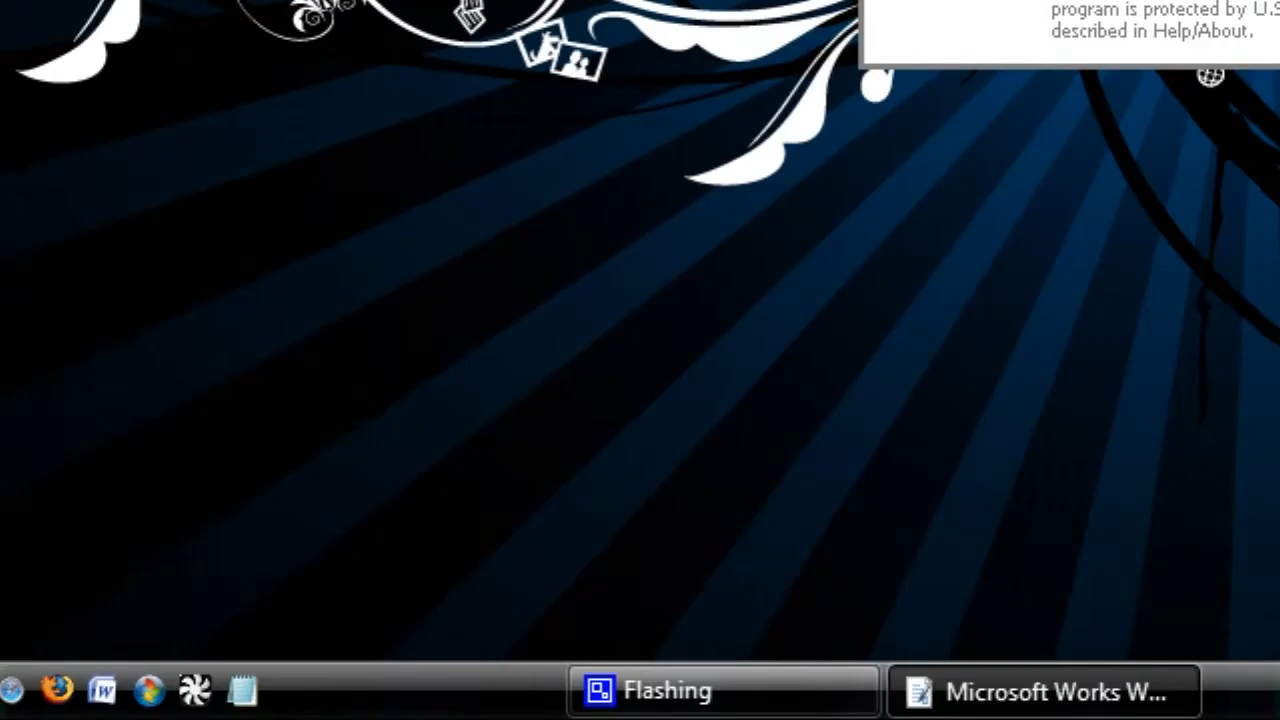 program is protected by U.S
described in Help/About.
Flashing
Microsoft Works W...